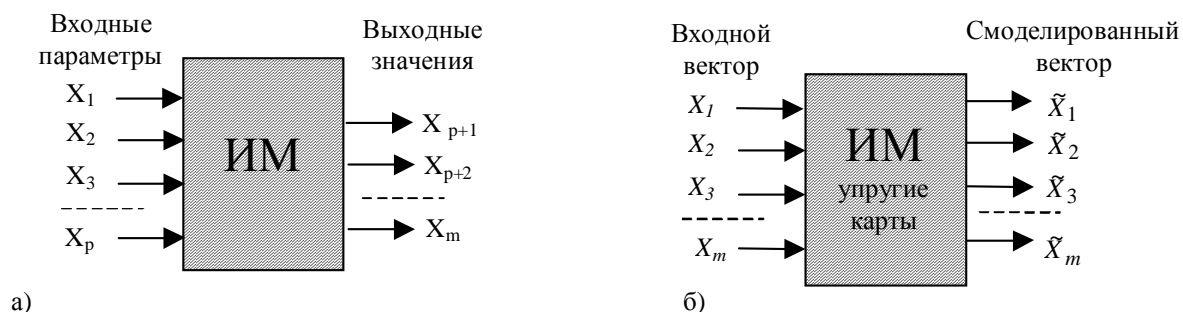 Входные
параметры
X1
X2
X3
Xp
ИМ
Выходные
значения
X p+1
Xp+2
Xm
а)
Входной
вектор
X1
X2
X3
Xm
ИМ
упругие
карты
Смоделированный
вектор
X̃1
X̃2
X̃3
X̃m
б)